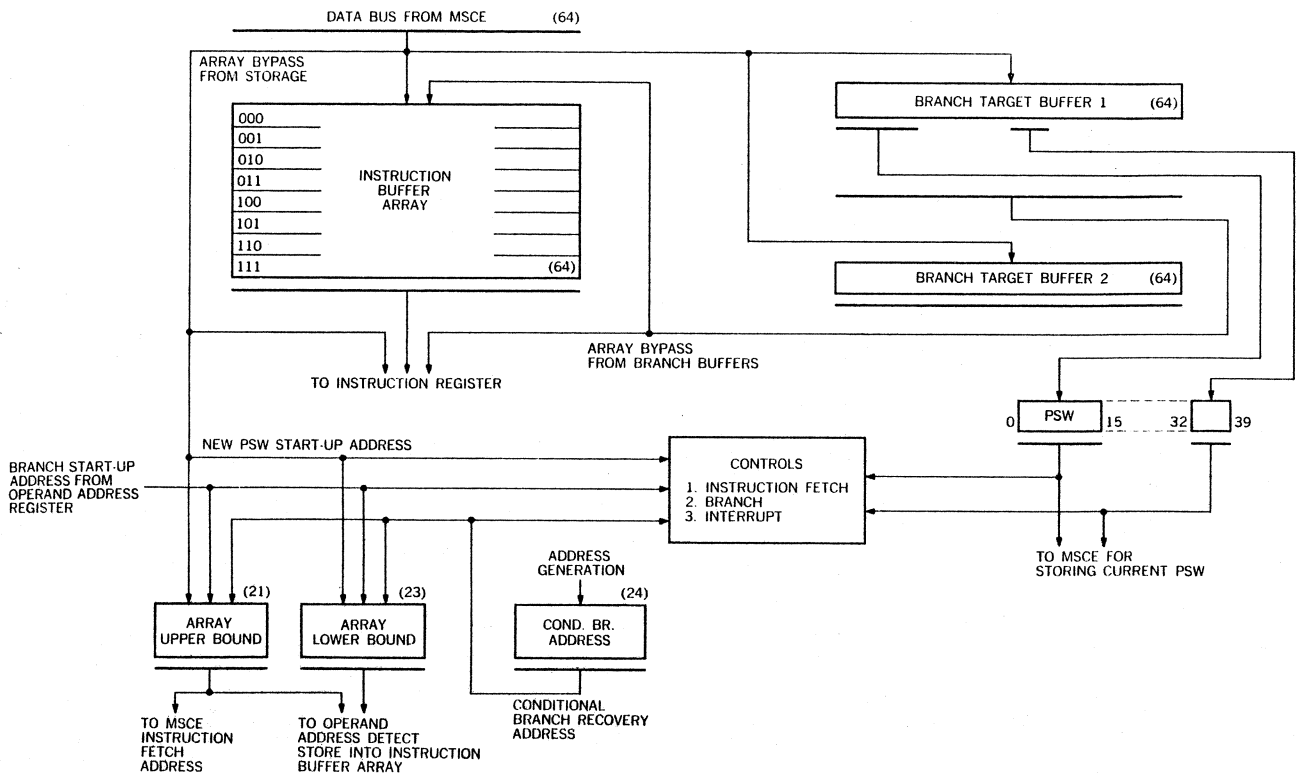 DATA BUS FROM MSCE (64)
ARRAY BYPASS
FROM STORAGE
BRANCH TARGET BUFFER 1 (64)
000
001
010
011
100
101
110
111
INSTRUCTION
BUFFER
ARRAY
(64)
BRANCH TARGET BUFFER 2 (64)
ARRAY BYPASS
FROM BRANCH BUFFERS
TO INSTRUCTION REGISTER
0 PSW 15 32 39
NEW PSW START-UP ADDRESS
BRANCH START-UP
ADDRESS FROM
OPERAND ADDRESS
REGISTER
CONTROLS
1. INSTRUCTION FETCH
2. BRANCH
3. INTERRUPT
TO MSCE FOR
STORING CURRENT PSW
ADDRESS
GENERATION
(21)
ARRAY
UPPER BOUND
(23)
ARRAY
LOWER BOUND
(24)
COND. BR.
ADDRESS
TO MSCE
INSTRUCTION
FETCH
ADDRESS
TO OPERAND
ADDRESS DETECT
STORE INTO INSTRUCTION
BUFFER ARRAY
CONDITIONAL
BRANCH RECOVERY
ADDRESS